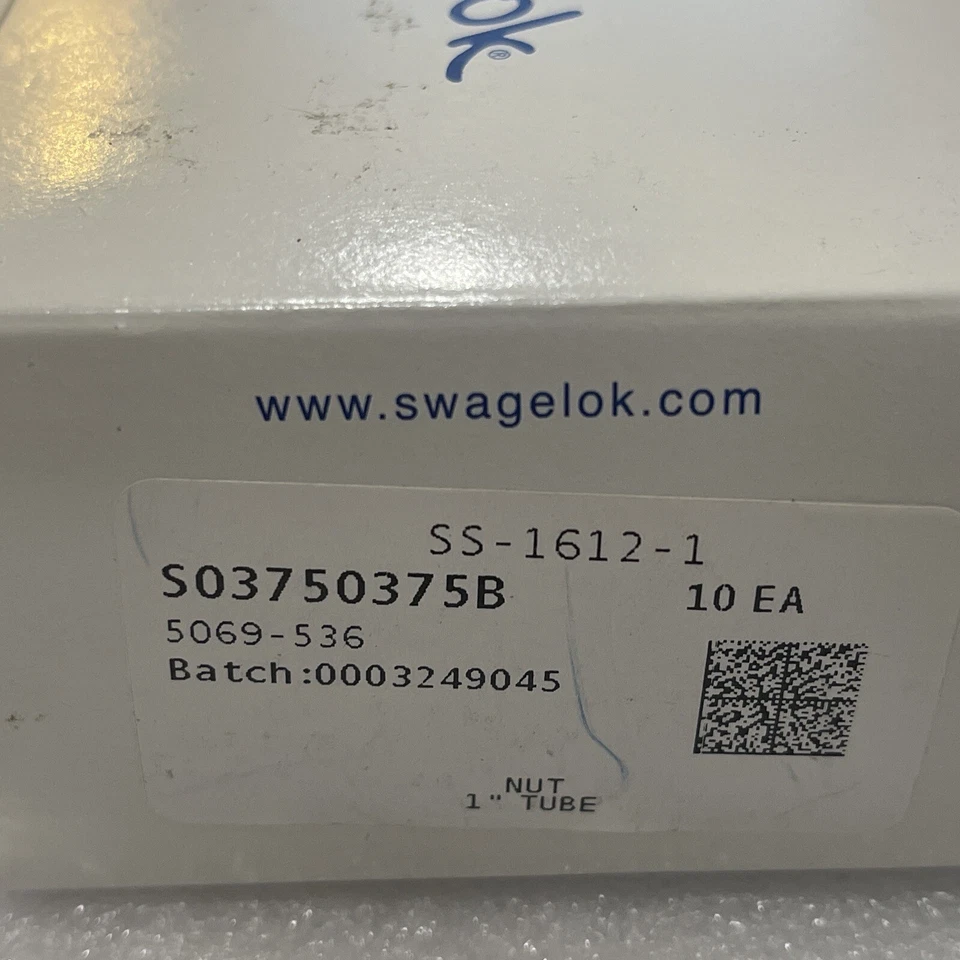 ok®
www.swagelok.com
SS-1612-1
S03750375B 10 EA
5069-536
Batch:0003249045
NUT
1" TUBE